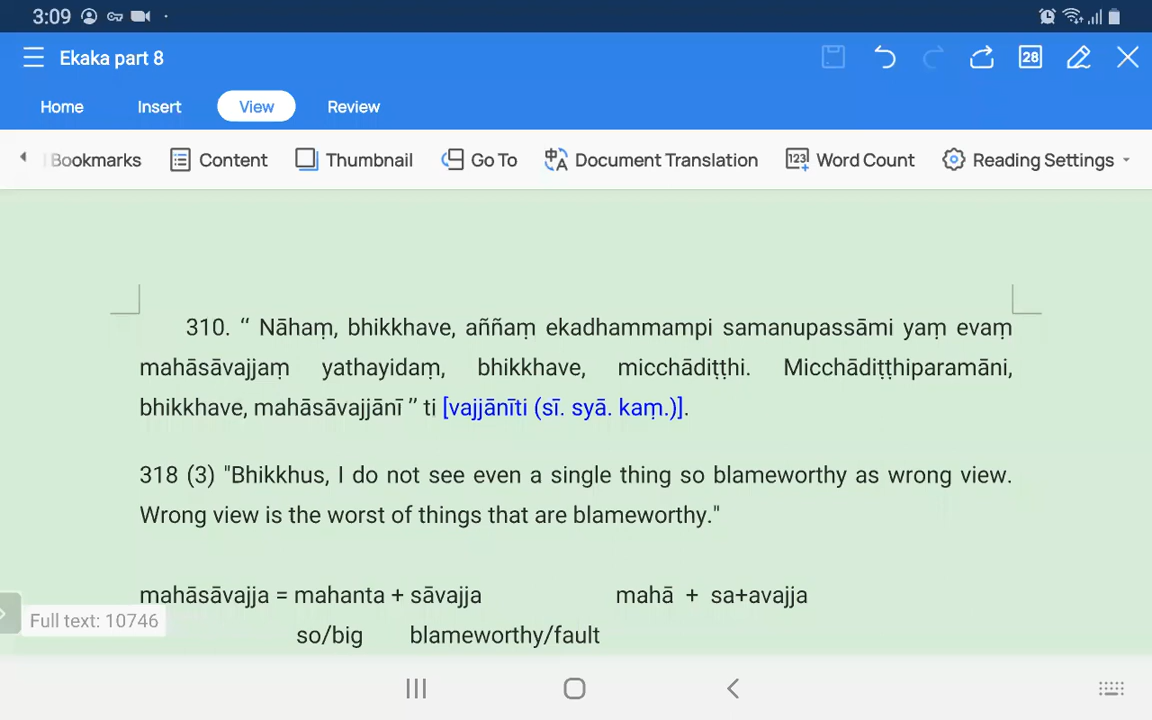 3:09
Ekaka part 8
28
Home Insert View Review
Bookmarks Content Thumbnail Go To Document Translation 123 Word Count Reading Settings
310. “ Nāhaṃ, bhikkhave, aññaṃ ekadhammampi samanupassāmi yaṃ evaṃ
mahāsāvajjaṃ yathayidaṃ, bhikkhave, micchādiṭṭhi. Micchādiṭṭhiparamāni,
bhikkhave, mahāsāvajjānī ” ti [vajjānīti (sī. syā. kaṃ.)].
318 (3) "Bhikkhus, I do not see even a single thing so blameworthy as wrong view.
Wrong view is the worst of things that are blameworthy."
mahāsāvajja = mahanta + sāvajja mahā + sa+avajja
Full text: 10746
so/big blameworthy/fault